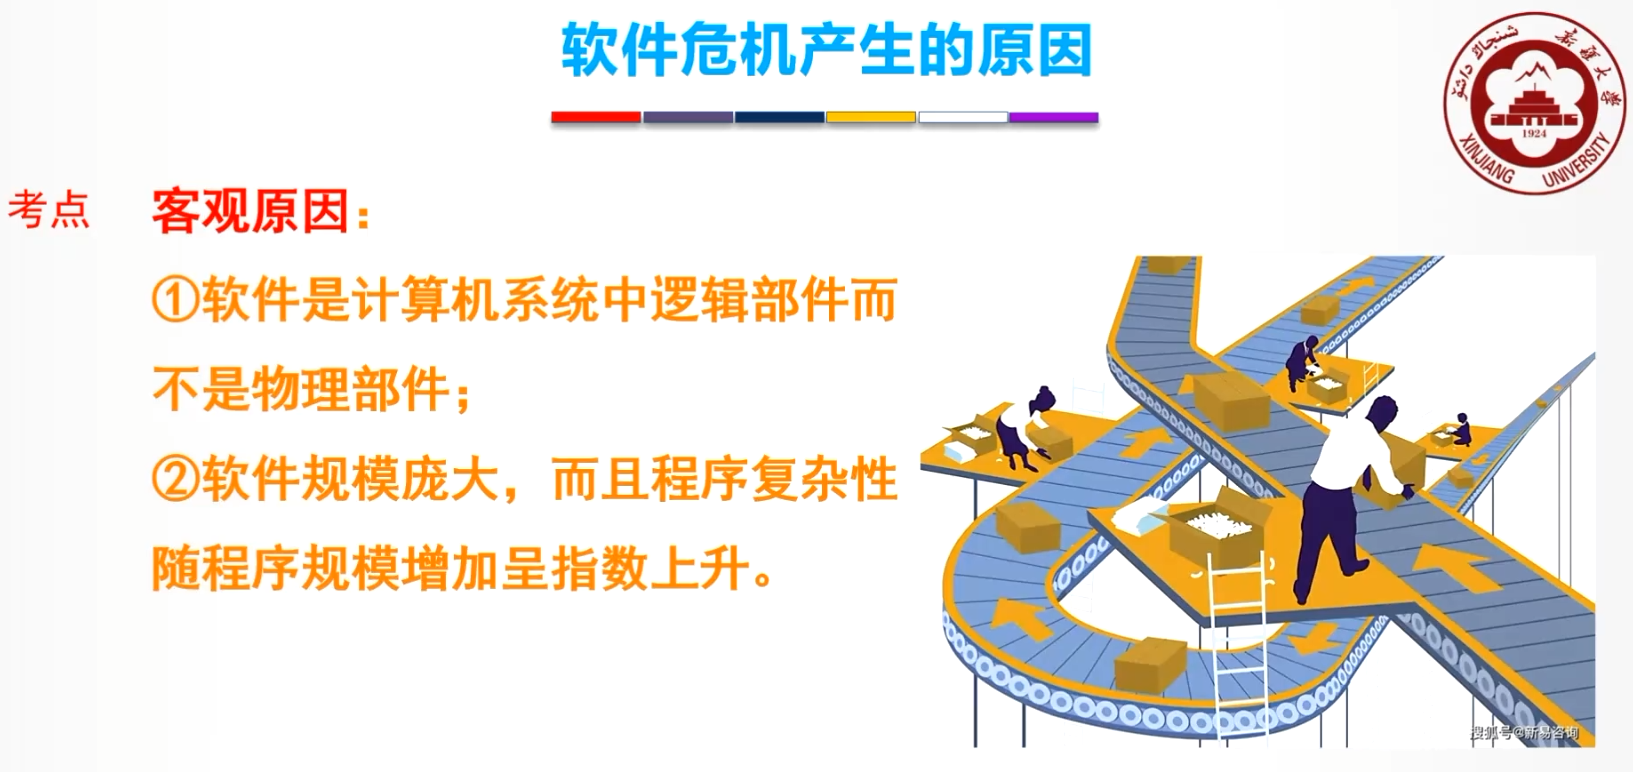 软件危机产生的原因
شىنجاڭ داشۆ
新疆大学
1924
XINJIANG UNIVERSITY
考点 客观原因：
①软件是计算机系统中逻辑部件而
不是物理部件；
②软件规模庞大，而且程序复杂性
随程序规模增加呈指数上升。
搜狐号@新易咨询